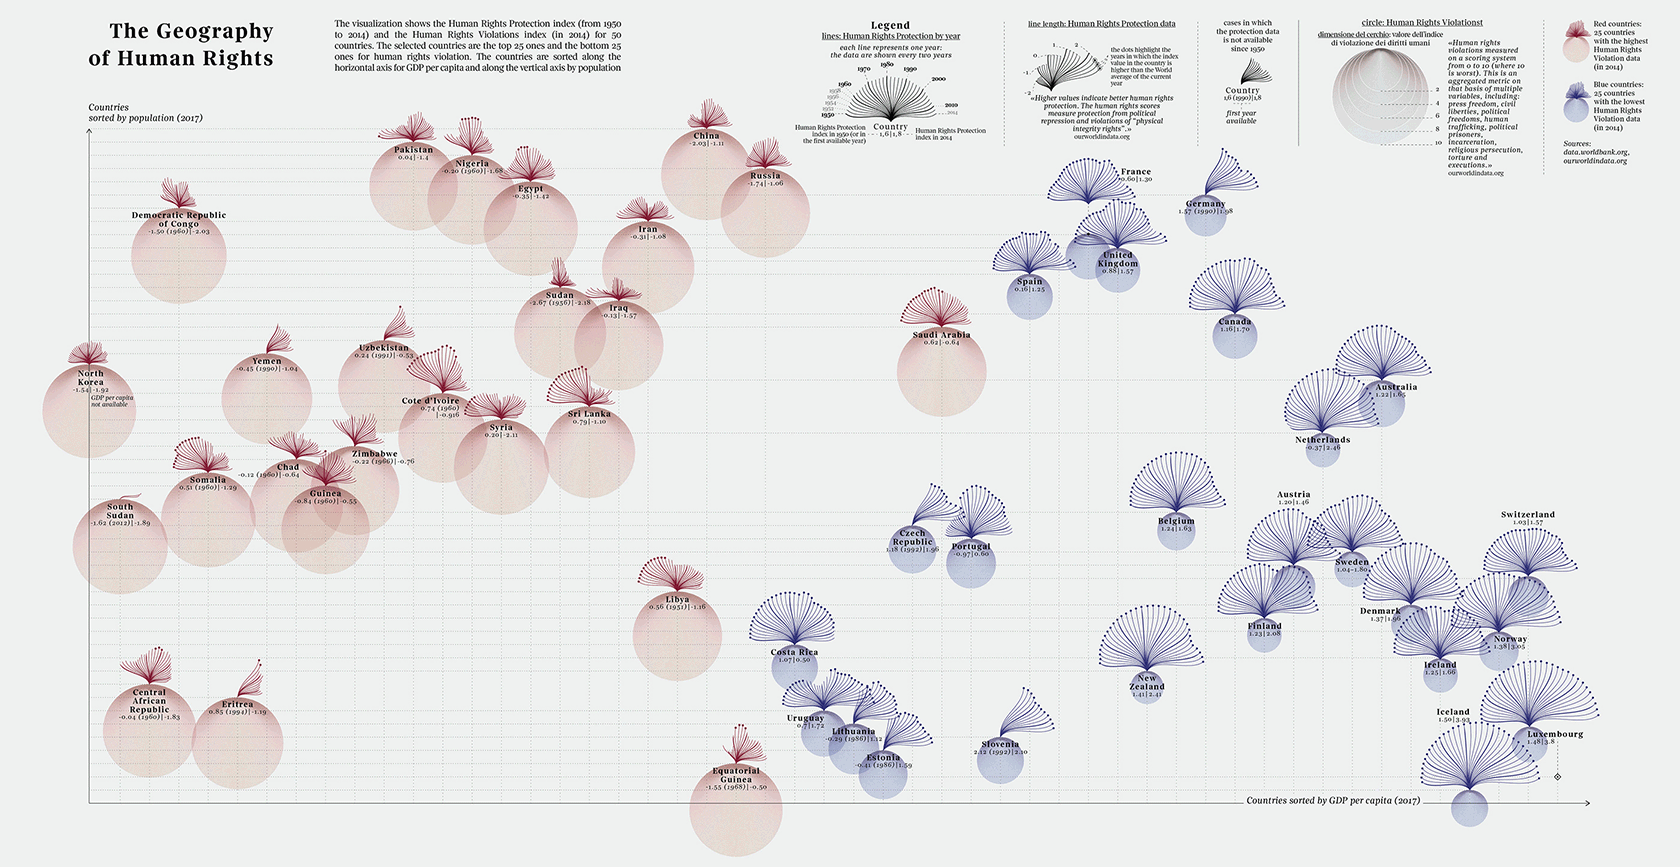 The Geography
of Human Rights
The visualization shows the Human Rights Protection index (from 1950
to 2014) and the Human Rights Violations index (in 2014) for 50
countries. The selected countries are the top 25 ones and the bottom 25
ones for human rights violation. The countries are sorted along the
horizontal axis for GDP per capita and along the vertical axis by population
Legend
lines: Human Rights Protection by year
each line represents one year:
the data are shown every two years
1950
1952
1954
1956
1958
1960
1970
1980
1990
2000
2010
2014
Human Rights Protection
index in 1950 (or in
the first available year)
Country
1,6|1,8
Human Rights Protection
index in 2014
line length: Human Rights Protection data
-2
-1
0
1
2
the dots highlight the
years in which the index
value in the country is
higher than the World
average of the current
year
«Higher values indicate better human rights
protection. The human rights scores
measure protection from political
repression and violations of "physical
integrity rights".»
ourworldindata.org
cases in which
the protection data
is not available
since 1950
Country
1,6 (1990)|1,8
first year
available
circle: Human Rights Violationst
dimensione del cerchio: valore dell'indice
di violazione dei diritti umani
2
4
6
8
10
«Human rights
violations measured
on a scoring system
from 0 to 10 (where 10
is worst). This is an
aggregated metric on
that basis of multiple
variables, including:
press freedom, civil
liberties, political
freedoms, human
trafficking, political
prisoners,
incarceration,
religious persecution,
torture and
executions.»
ourworldindata.org
Red countries:
25 countries
with the highest
Human Rights
Violation data
(in 2014)
Blue countries:
25 countries
with the lowest
Human Rights
Violation data
(in 2014)
Sources:
data.worldbank.org,
ourworldindata.org
Countries
sorted by population (2017)
China
-2.03|-1.11
Pakistan
0.04|-1.4
Nigeria
0.20 (1960)|-1.68
Egypt
-0.35|-1.42
Russia
-1.74|-1.06
France
0.60|1.30
Germany
1.57 (1990)|1.98
Democratic Republic
of Congo
-1.50 (1960)|-2.03
Iran
-0.31|-1.08
United
Kingdom
0.88|1.57
Spain
0.16|1.25
Sudan
-2.67 (1956)|-2.18
Iraq
-0.13|-1.57
Canada
1.16|1.70
Saudi Arabia
0.62|-0.64
Uzbekistan
0.24 (1991)|-0.53
Yemen
-0.45 (1990)|-1.04
North
Korea
-1.54|-1.92
GDP per capita
not available
Australia
1.22|1.65
Cote d'Ivoire
0.74 (1960)
|-0.916
Sri Lanka
0.79|-1.10
Syria
0.20|-2.11
Netherlands
-0.37|2.46
Zimbabwe
-0.22 (1966)|-0.76
Chad
-0.12 (1960)|-0.64
Somalia
0.51 (1960)|-1.29
Guinea
-0.84 (1960)|-0.55
South
Sudan
-1.62 (2012)|-1.89
Belgium
1.24|1.63
Austria
1.20|1.46
Switzerland
1.03|1.57
Czech
Republic
1.18 (1992)|1.96
Portugal
-0.97|0.60
Sweden
1.04-1.80
Libya
0.56 (1951)|-1.16
Denmark
1.37|1.96
Finland
1.23|2.08
Norway
1.38|3.05
Costa Rica
1.07|0.50
Ireland
1.25|1.66
New
Zealand
1.41|2.41
Central
African
Republic
-0.04 (1960)|-1.83
Eritrea
0.85 (1994)|-1.19
Uruguay
0.7|1.72
Lithuania
-0.29 (1986)|1.12
Iceland
1.50|3.93
Luxembourg
1.48|3.8
Slovenia
2.12 (1992)|2.10
Estonia
-0.41 (1986)|1.59
Equatorial
Guinea
-1.55 (1968)|-0.50
Countries sorted by GDP per capita (2017)